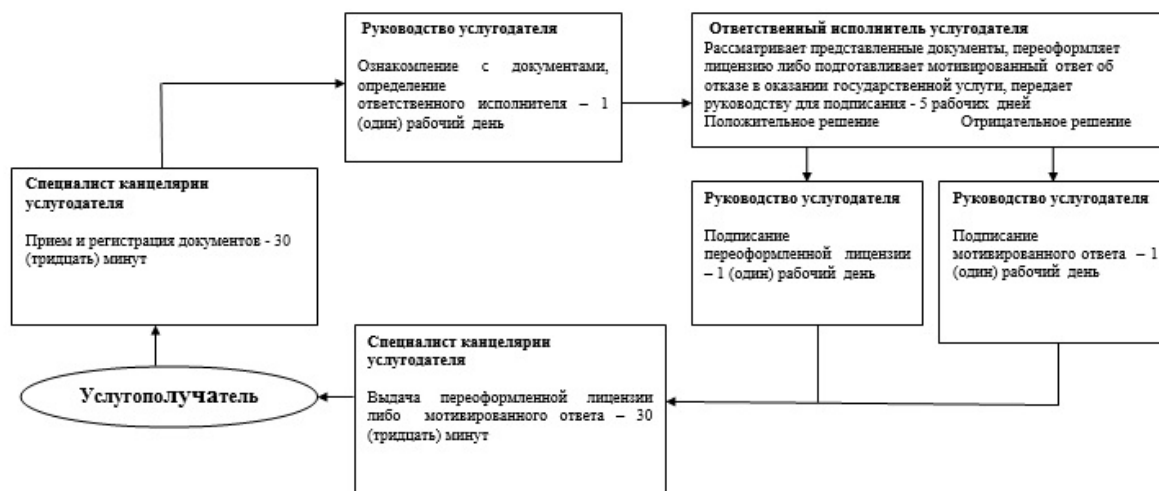 Руководство услугодателя
Ознакомление с документами,
определение
ответственного исполнителя – 1
(один) рабочий день
Ответственный исполнитель услугодателя
Рассматривает представленные документы, переоформляет
лицензию либо подготавливает мотивированный ответ об
отказе в оказании государственной услуги, передает
руководству для подписания - 5 рабочих дней
Положительное решение Отрицательное решение
Специалист канцелярии
услугодателя
Прием и регистрация документов - 30
(тридцать) минут
Руководство услугодателя
Подписание
переоформленной лицензии
– 1 (один) рабочий день
Руководство услугодателя
Подписание
мотивированного ответа – 1
(один) рабочий день
Специалист канцелярии
услугодателя
Выдача переоформленной лицензии
либо мотивированного ответа – 30
(тридцать) минут
Услугополучатель